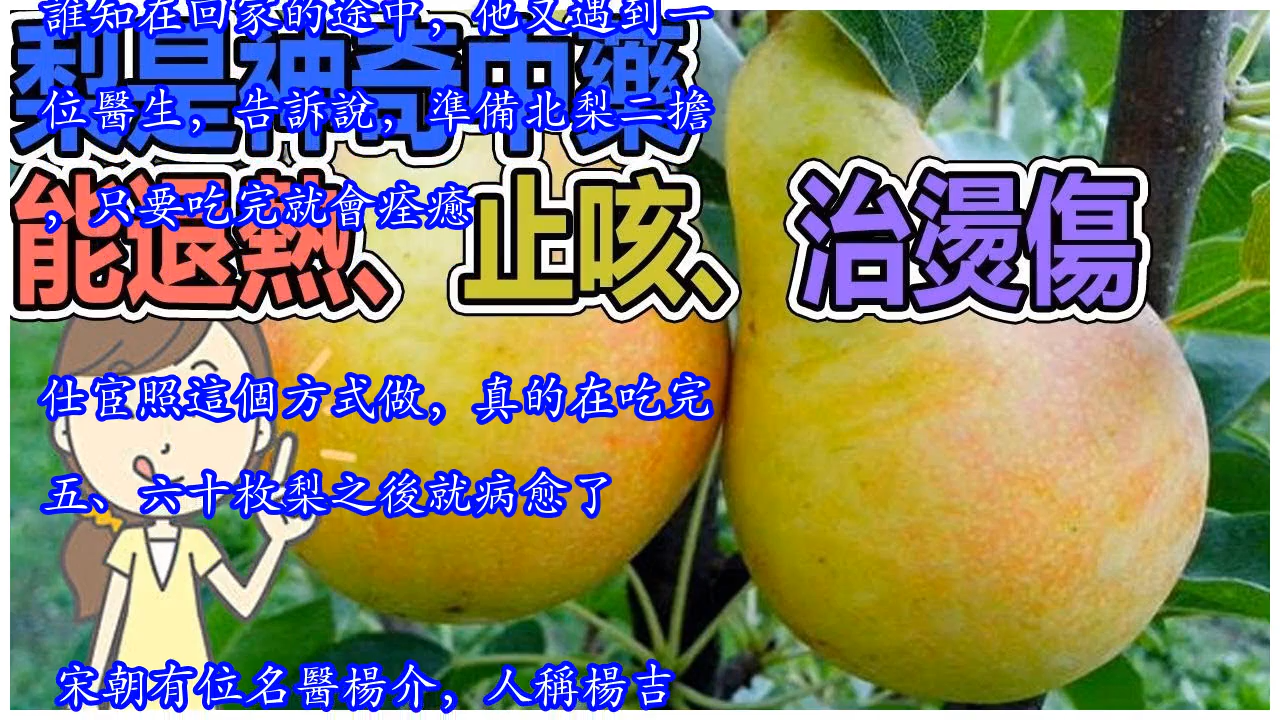 誰知在回家的途中，他又遇到一
梨是神奇中藥
位醫生，告訴說，準備北梨二擔
，只要吃完就會痊癒
能退熱、止咳、治燙傷
仕宦照這個方式做，真的在吃完
五、六十枚梨之後就病愈了
宋朝有位名醫楊介，人稱楊吉